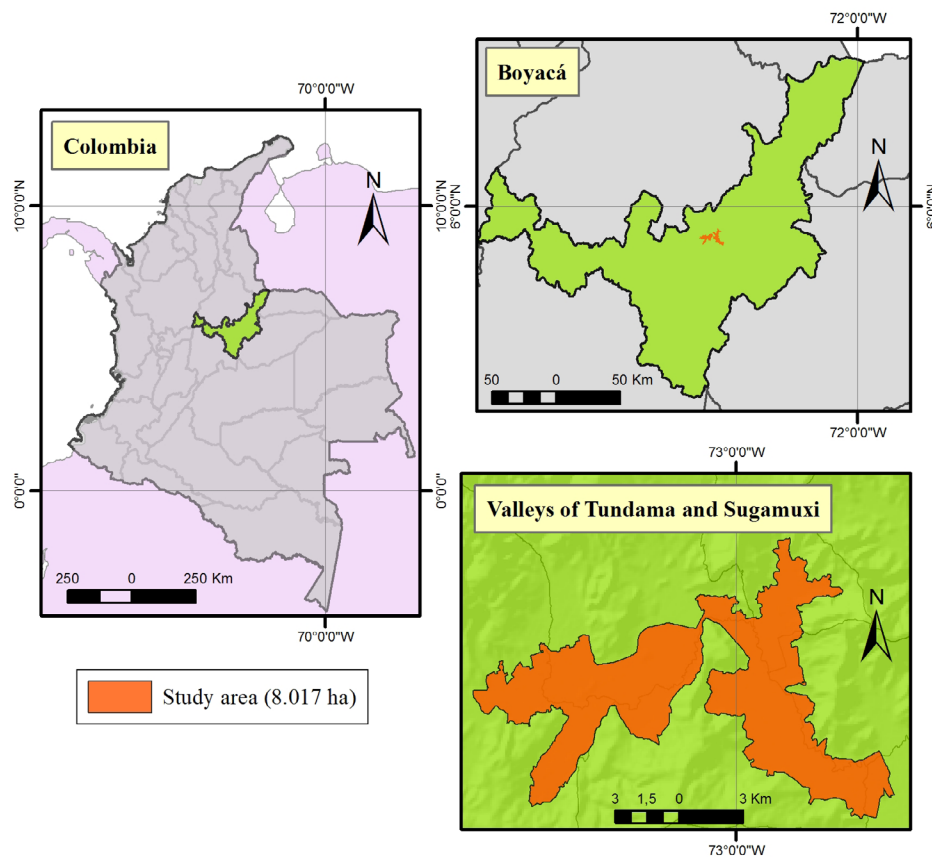 70°0'0"W
Colombia
N
10°0'0"N
10°0'0"N
0°0'0"
0°0'0"
250 0 250 Km
70°0'0"W
Study area (8.017 ha)
72°0'0"W
Boyacá
N
6°0'0"N
6°0'0"N
50 0 50 Km
72°0'0"W
73°0'0"W
Valleys of Tundama and Sugamuxi
N
3 1,5 0 3 Km
73°0'0"W